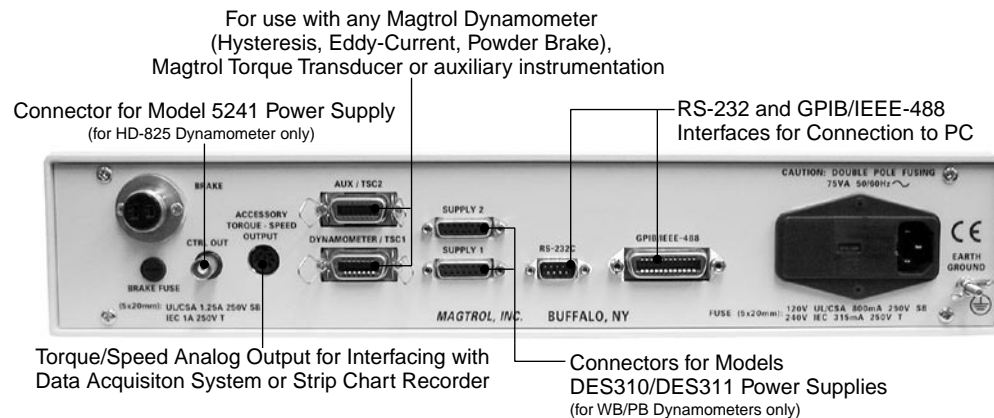 For use with any Magtrol Dynamometer
(Hysteresis, Eddy-Current, Powder Brake),
Magtrol Torque Transducer or auxiliary instrumentation
Connector for Model 5241 Power Supply
(for HD-825 Dynamometer only)
RS-232 and GPIB/IEEE-488
Interfaces for Connection to PC
BRAKE
CTRL OUT
BRAKE FUSE
(5x20mm): UL/CSA 1.25A 250V SB
IEC 1A 250V T
ACCESSORY
TORQUE - SPEED
OUTPUT
AUX / TSC2
DYNAMOMETER / TSC1
SUPPLY 2
SUPPLY 1
RS-232C
GPIB/IEEE-488
MAGTROL, INC. BUFFALO, NY
CAUTION: DOUBLE POLE FUSING
75VA 50/60Hz
CE
EARTH
GROUND
FUSE (5x20mm): 120V UL/CSA 800mA 250V SB
240V IEC 315mA 250V T
Torque/Speed Analog Output for Interfacing with
Data Acquisiton System or Strip Chart Recorder
Connectors for Models
DES310/DES311 Power Supplies
(for WB/PB Dynamometers only)